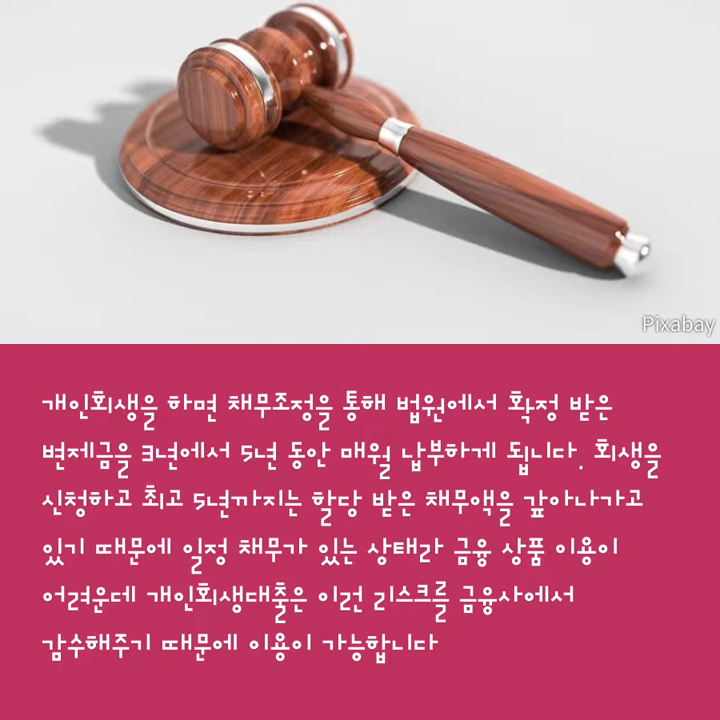 Pixabay
개인회생을 하면 채무조정을 통해 법원에서 확정 받은
변제금을 3년에서 5년 동안 매월 납부하게 됩니다. 회생을
신청하고 최고 5년까지는 할당 받은 채무액을 갚아나가고
있기 때문에 일정 채무가 있는 상태라 금융 상품 이용이
어려운데 개인회생대출은 이런 리스크를 금융사에서
감수해주기 때문에 이용이 가능합니다